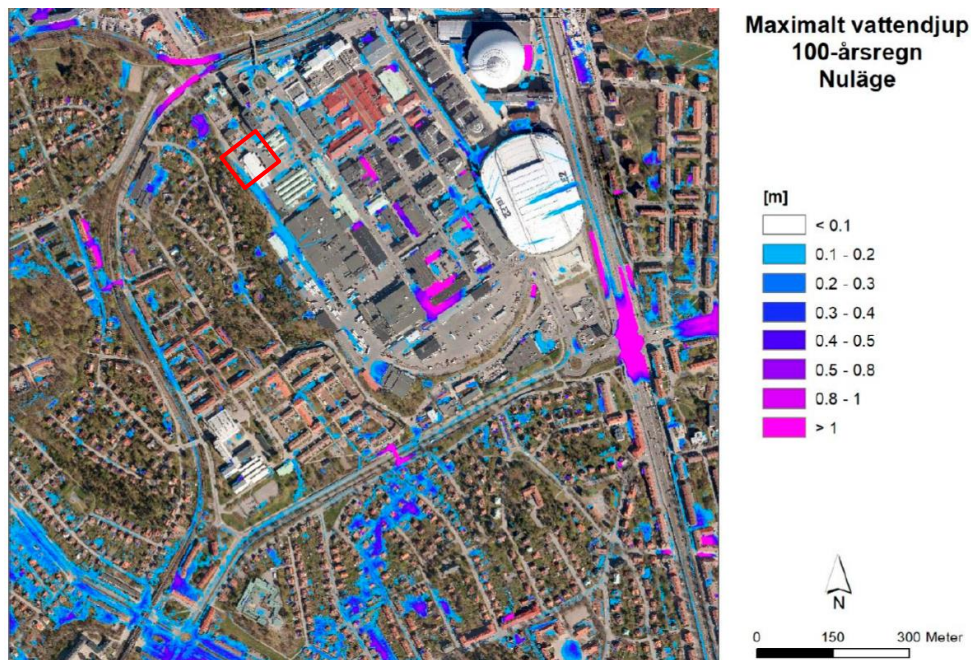 Maximalt vattendjup
100-årsregn
Nuläge
[m]
< 0.1
0.1 - 0.2
0.2 - 0.3
0.3 - 0.4
0.4 - 0.5
0.5 - 0.8
0.8 - 1
> 1
TELE2
N
0 150 300 Meter